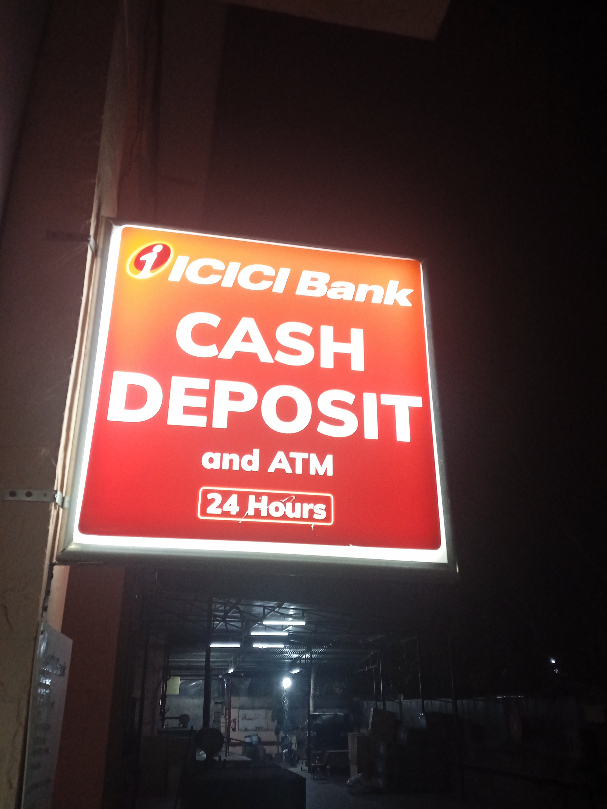 i ICICI Bank
CASH
DEPOSIT
and ATM
24 Hours